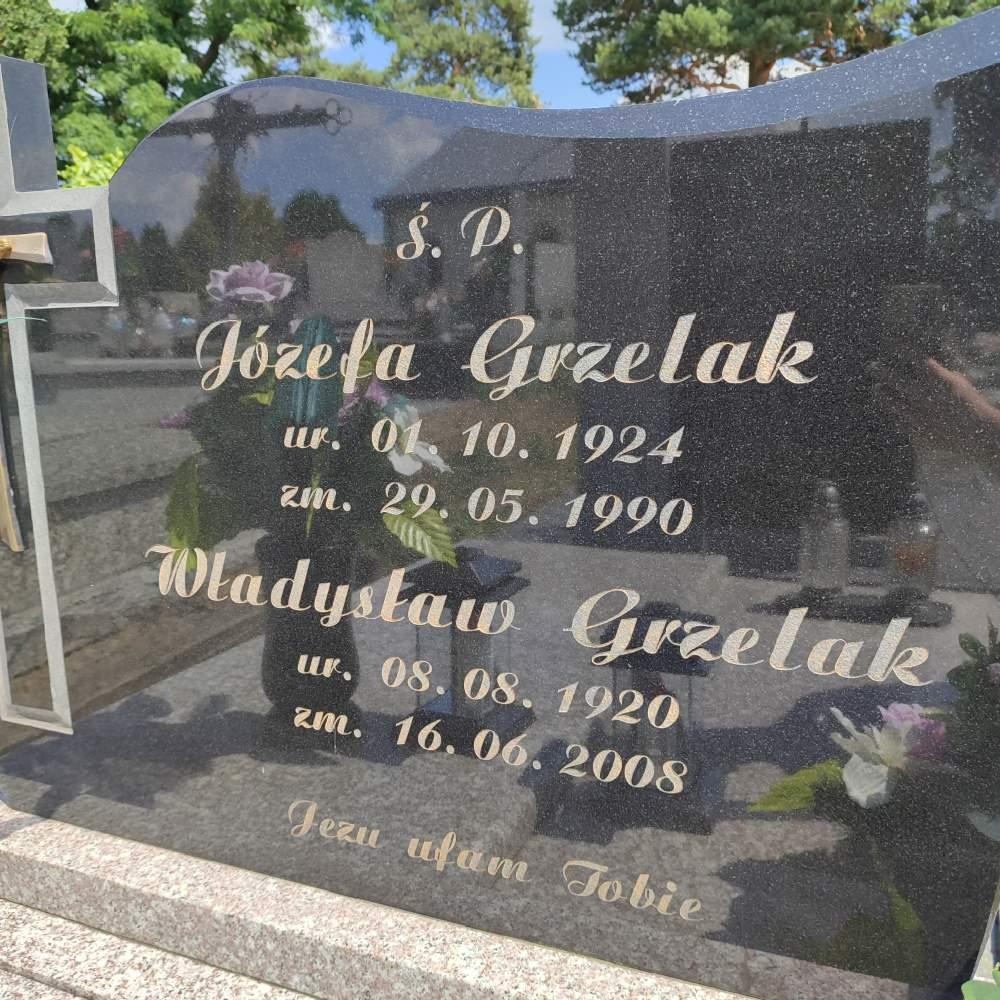 Ś. P.
Józefa Grzelak
ur. 01. 10. 1924
zm. 29. 05. 1990
Władysław Grzelak
ur. 08. 08. 1920
zm. 16. 06. 2008
Jezu ufam Tobie